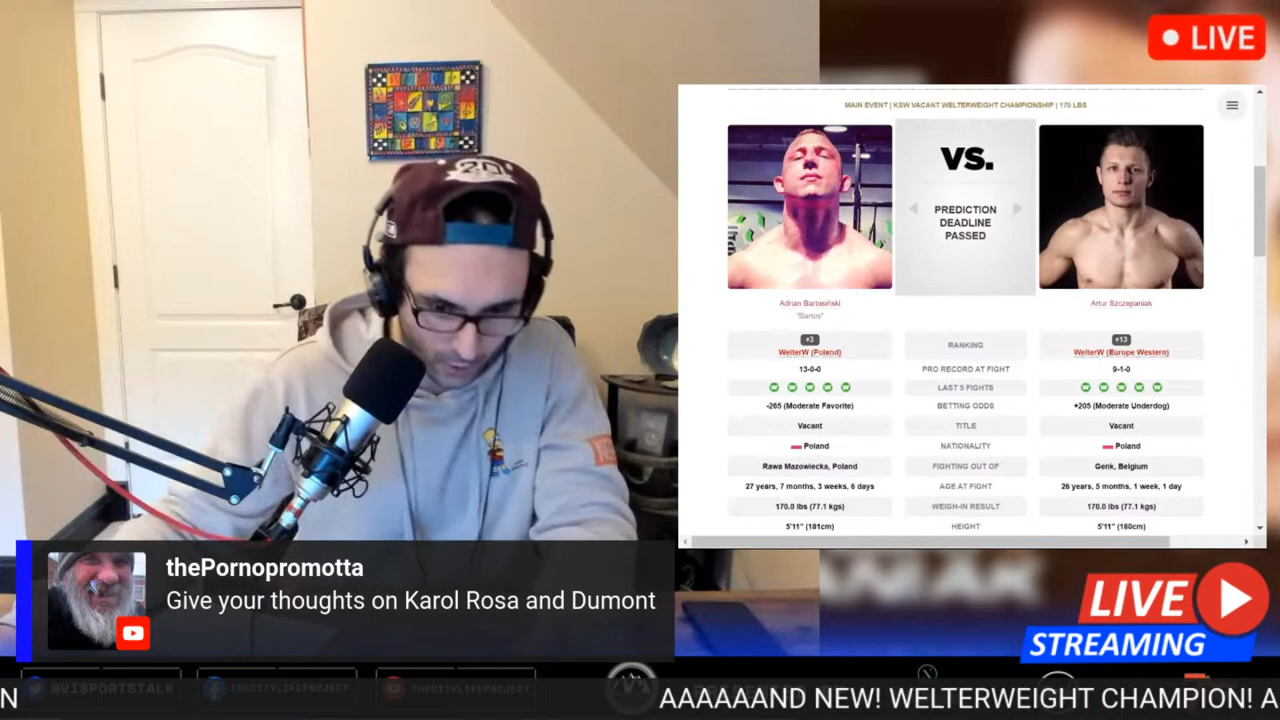 LIVE
MAIN EVENT | KSW VACANT WELTERWEIGHT CHAMPIONSHIP | 170 LBS
20
VS.
PREDICTION
DEADLINE
PASSED
Adrian Bartosiński
"Bartos"
Artur Szczepaniak
#3
WelterW (Poland)
RANKING
#13
WelterW (Europe Western)
13-0-0
PRO RECORD AT FIGHT
9-1-0
W W W W W
LAST 5 FIGHTS
W W W W W
-265 (Moderate Favorite)
BETTING ODDS
+205 (Moderate Underdog)
Vacant
TITLE
Vacant
Poland
NATIONALITY
Poland
Rawa Mazowiecka, Poland
FIGHTING OUT OF
Genk, Belgium
27 years, 7 months, 3 weeks, 6 days
AGE AT FIGHT
26 years, 5 months, 1 week, 1 day
170.0 lbs (77.1 kgs)
WEIGH-IN RESULT
170.0 lbs (77.1 kgs)
5'11" (181cm)
HEIGHT
5'11" (180cm)
thePornopromotta
Give your thoughts on Karol Rosa and Dumont
LIVE
STREAMING
@VISPORTSTALK
THECITYLIFEPROJECT
THECITYLIFEPROJECT
N
AAAAAAND NEW! WELTERWEIGHT CHAMPION! A